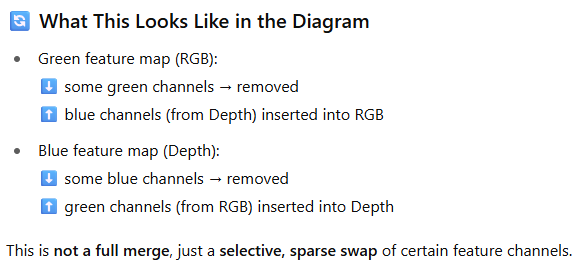 🔄 What This Looks Like in the Diagram
• Green feature map (RGB):
⬇️ some green channels → removed
⬆️ blue channels (from Depth) inserted into RGB
• Blue feature map (Depth):
⬇️ some blue channels → removed
⬆️ green channels (from RGB) inserted into Depth
This is not a full merge, just a selective, sparse swap of certain feature channels.